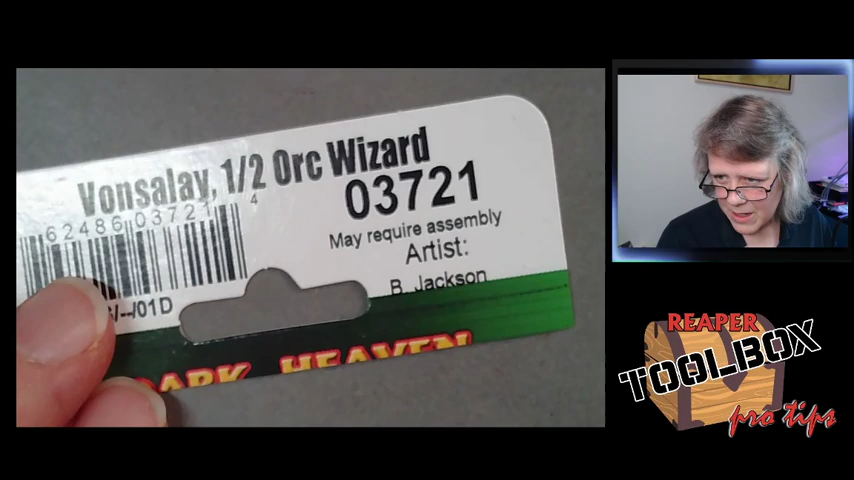 Vonsalay, 1/2 Orc Wizard
03721
62486 03721 4
May require assembly
Artist:
B. Jackson
/--/01D
DARK HEAVEN
REAPER
TOOLBOX
pro tips